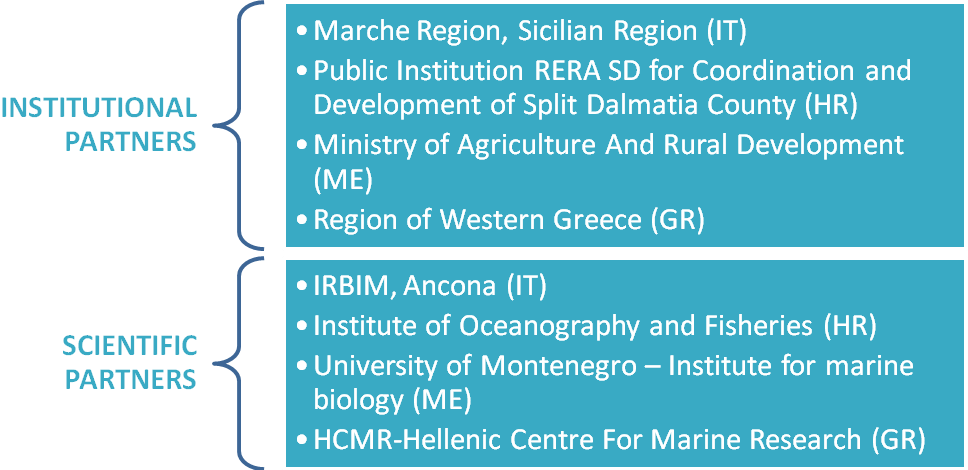 INSTITUTIONAL
PARTNERS
• Marche Region, Sicilian Region (IT)
• Public Institution RERA SD for Coordination and
Development of Split Dalmatia County (HR)
• Ministry of Agriculture And Rural Development
(ME)
• Region of Western Greece (GR)
SCIENTIFIC
PARTNERS
• IRBIM, Ancona (IT)
• Institute of Oceanography and Fisheries (HR)
• University of Montenegro – Institute for marine
biology (ME)
• HCMR-Hellenic Centre For Marine Research (GR)